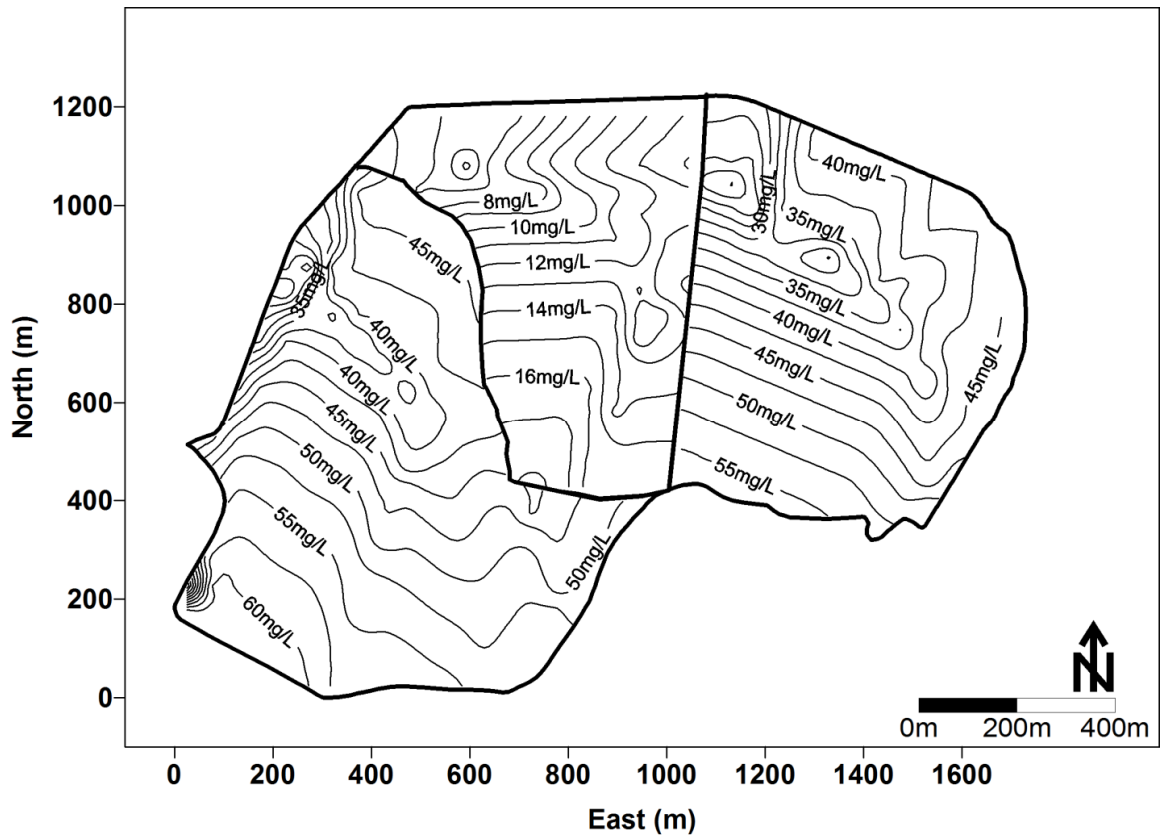 1200
1000
800
600
400
200
0
North (m)
40mg/L
8mg/L
30mg/L
35mg/L
10mg/L
45mg/L
12mg/L
35mg/L
35mg/L
14mg/L
40mg/L
40mg/L
45mg/L
45mg/L
16mg/L
40mg/L
50mg/L
45mg/L
50mg/L
55mg/L
55mg/L
50mg/L
60mg/L
N
0m 200m 400m
0 200 400 600 800 1000 1200 1400 1600
East (m)